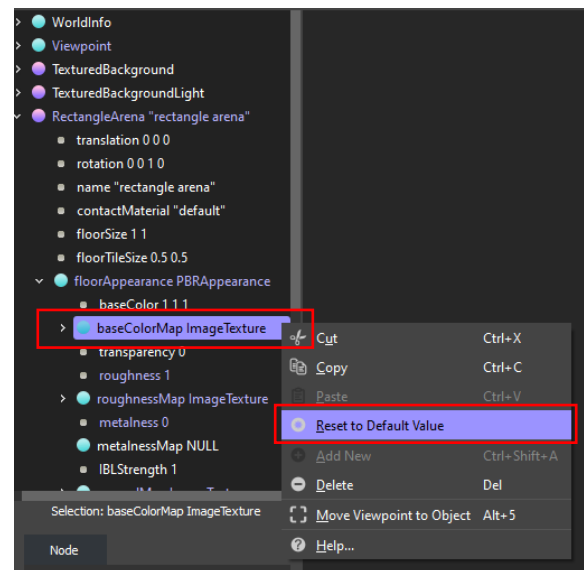 WorldInfo
Viewpoint
TexturedBackground
TexturedBackgroundLight
RectangleArena "rectangle arena"
translation 0 0 0
rotation 0 0 1 0
name "rectangle arena"
contactMaterial "default"
floorSize 1 1
floorTileSize 0.5 0.5
floorAppearance PBRAppearance
baseColor 1 1 1
baseColorMap ImageTexture
transparency 0
roughness 1
roughnessMap ImageTexture
metalness 0
metalnessMap NULL
IBLStrength 1
Selection: baseColorMap ImageTexture
Node
Cut Ctrl+X
Copy Ctrl+C
Paste Ctrl+V
Reset to Default Value
Add New Ctrl+Shift+A
Delete Del
Move Viewpoint to Object Alt+5
Help...